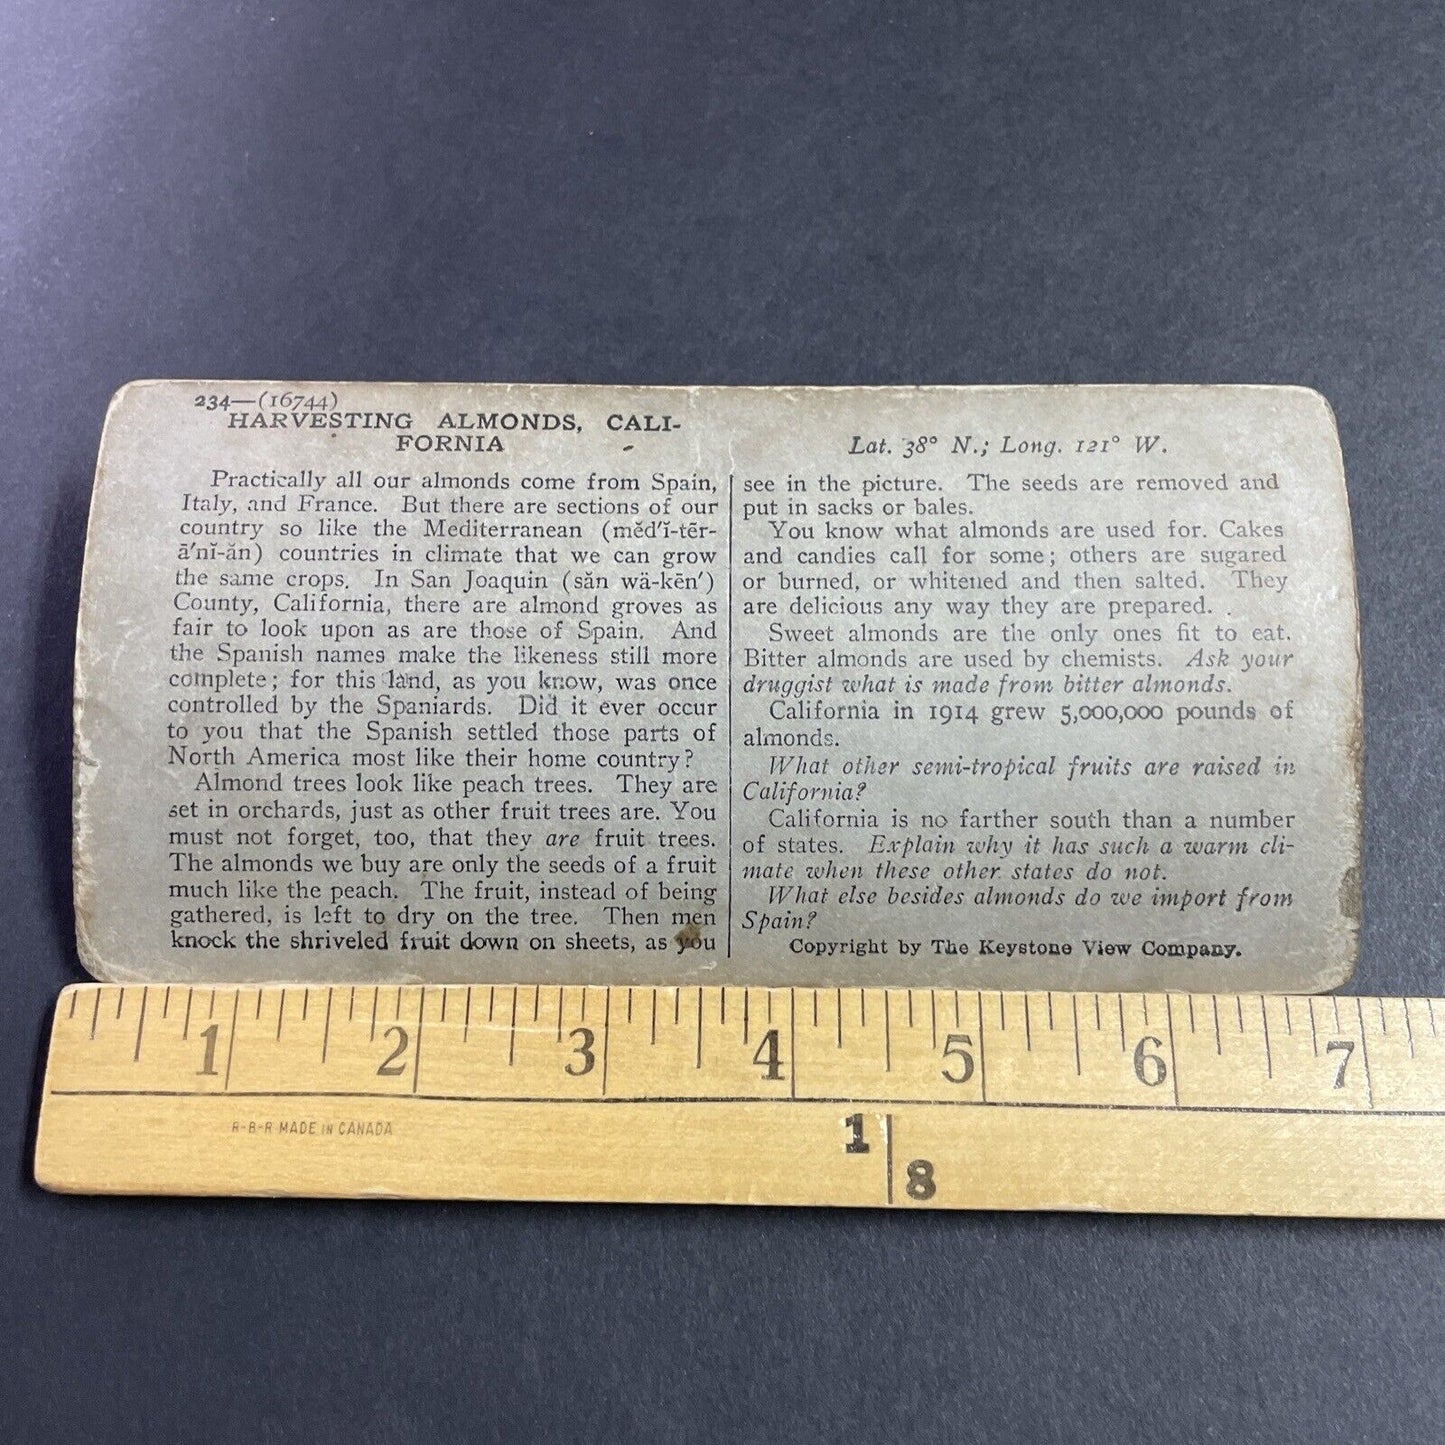 234—(16744)
HARVESTING ALMONDS, CALI-
FORNIA
Practically all our almonds come from Spain,
Italy, and France. But there are sections of our
country so like the Mediterranean (mĕd′ĭ-tẽr-
ā′nĭ-ăn) countries in climate that we can grow
the same crops. In San Joaquin (săn wä-kēn′)
County, California, there are almond groves as
fair to look upon as are those of Spain. And
the Spanish names make the likeness still more
complete; for this land, as you know, was once
controlled by the Spaniards. Did it ever occur
to you that the Spanish settled those parts of
North America most like their home country?
Almond trees look like peach trees. They are
set in orchards, just as other fruit trees are. You
must not forget, too, that they are fruit trees.
The almonds we buy are only the seeds of a fruit
much like the peach. The fruit, instead of being
gathered, is left to dry on the tree. Then men
knock the shriveled fruit down on sheets, as you
Lat. 38° N.; Long. 121° W.
see in the picture. The seeds are removed and
put in sacks or bales.
You know what almonds are used for. Cakes
and candies call for some; others are sugared
or burned, or whitened and then salted. They
are delicious any way they are prepared.
Sweet almonds are the only ones fit to eat.
Bitter almonds are used by chemists. Ask your
druggist what is made from bitter almonds.
California in 1914 grew 5,000,000 pounds of
almonds.
What other semi-tropical fruits are raised in
California?
California is no farther south than a number
of states. Explain why it has such a warm cli-
mate when these other states do not.
What else besides almonds do we import from
Spain?
Copyright by The Keystone View Company.
1 2 3 4 5 6 7
R-B-R MADE IN CANADA
1
8